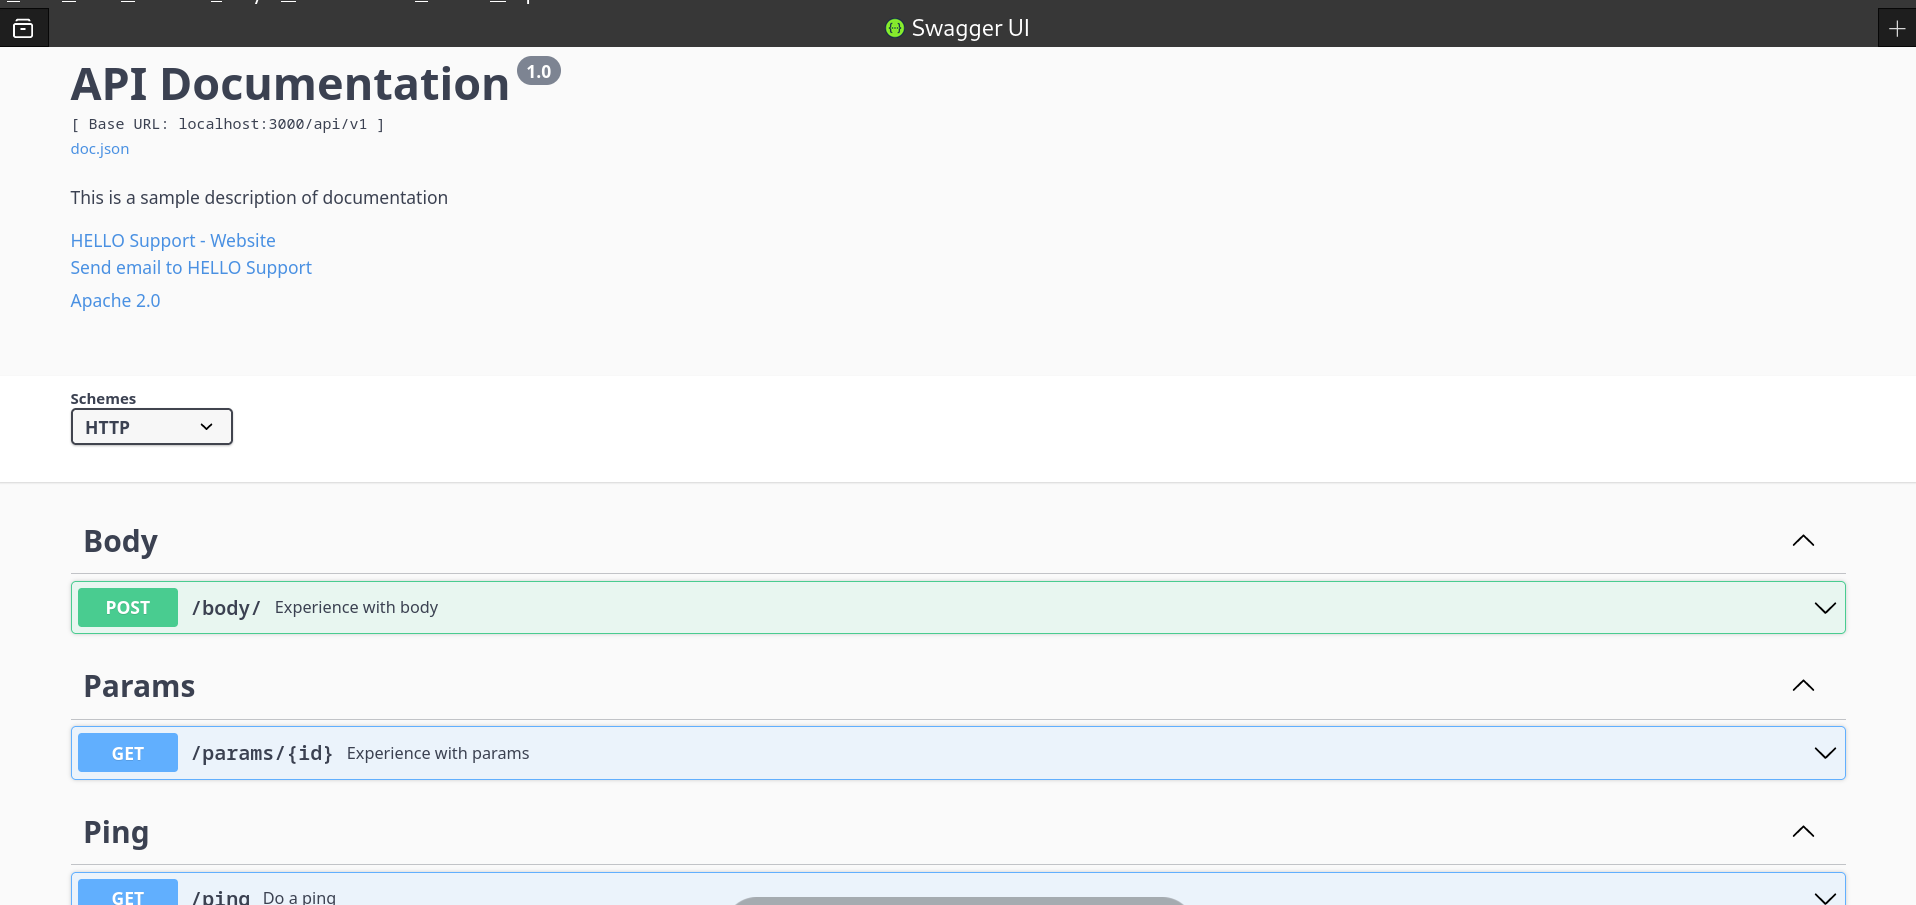 Swagger UI
API Documentation 1.0
[ Base URL: localhost:3000/api/v1 ]
doc.json
This is a sample description of documentation
HELLO Support - Website
Send email to HELLO Support
Apache 2.0
Schemes
HTTP
Body
POST /body/ Experience with body
Params
GET /params/{id} Experience with params
Ping
GET /ping Do a ping